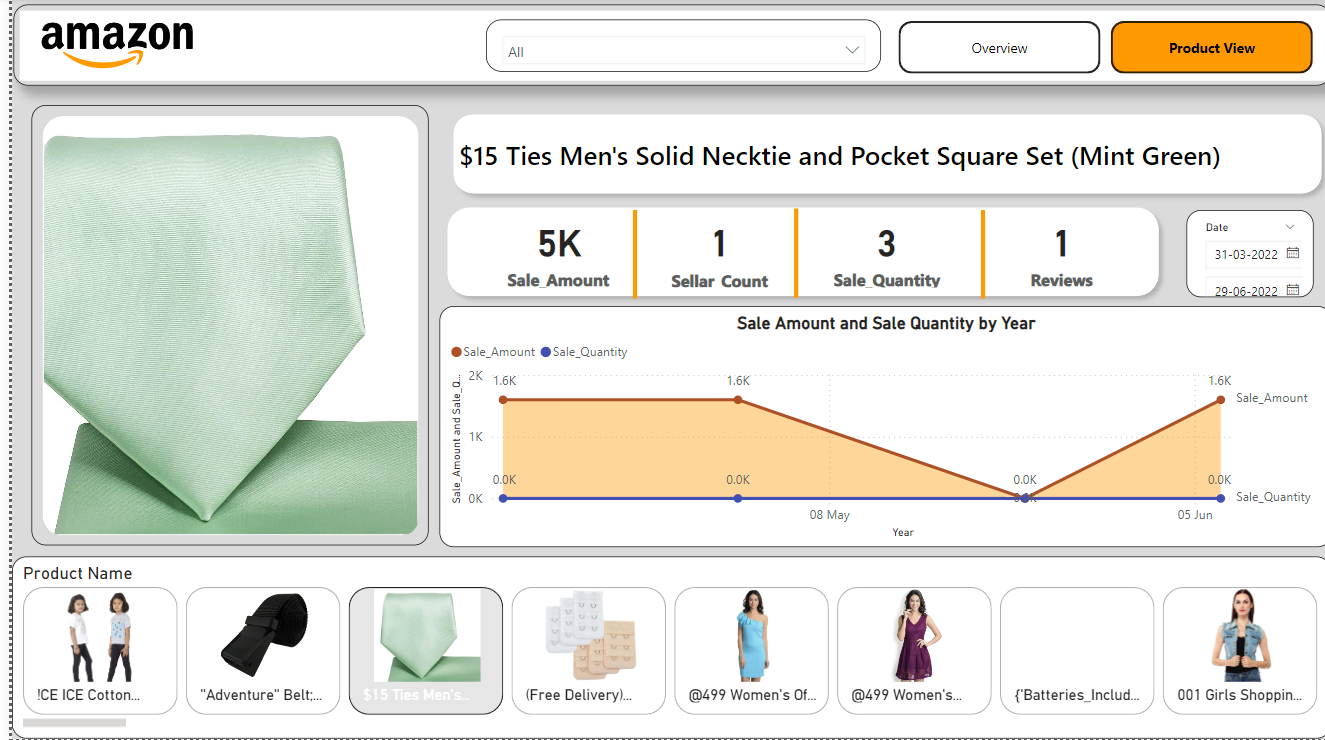 amazon
All
Overview
Product View
$15 Ties Men's Solid Necktie and Pocket Square Set (Mint Green)
5K
Sale_Amount
1
Sellar Count
3
Sale_Quantity
1
Reviews
Date
31-03-2022
29-06-2022
Sale Amount and Sale Quantity by Year
Sale_Amount
Sale_Quantity
Sale_Amount and Sale_Q...
2K
1K
0K
1.6K
1.6K
1.6K
Sale_Amount
0.0K
0.0K
0.0K
0.0K
Sale_Quantity
08 May
05 Jun
Year
Product Name
!CE ICE Cotton...
"Adventure" Belt;...
$15 Ties Men's...
(Free Delivery)...
@499 Women's Of...
@499 Women's...
{'Batteries_Includ...
001 Girls Shoppin...